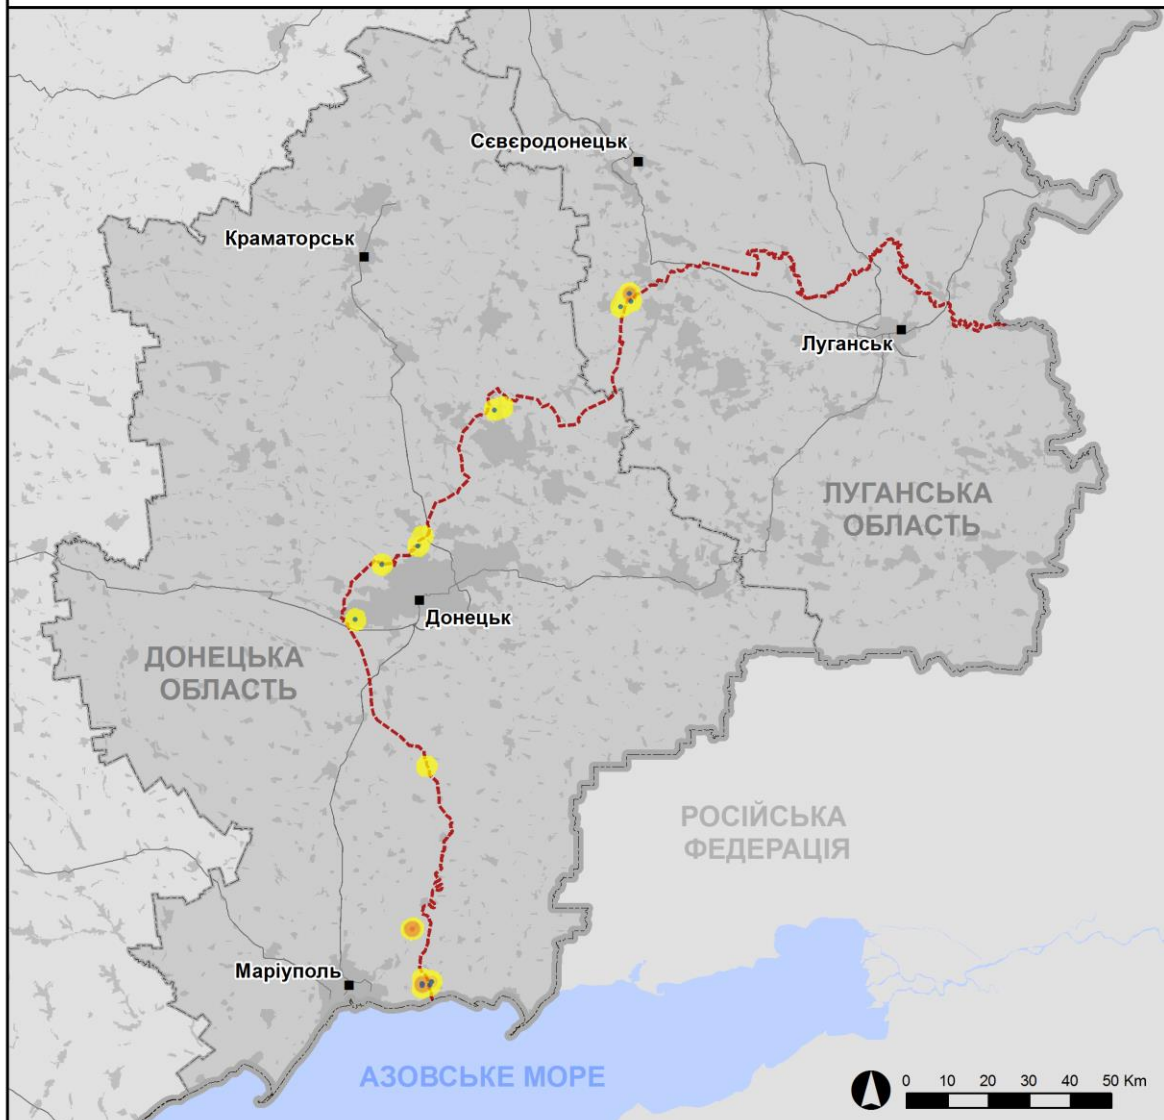 Сєвєродонецьк
Краматорськ
Луганськ
ЛУГАНСЬКА
ОБЛАСТЬ
Донецьк
ДОНЕЦЬКА
ОБЛАСТЬ
РОСІЙСЬКА
ФЕДЕРАЦІЯ
Маріуполь
АЗОВСЬКЕ МОРЕ
0 10 20 30 40 50 Km